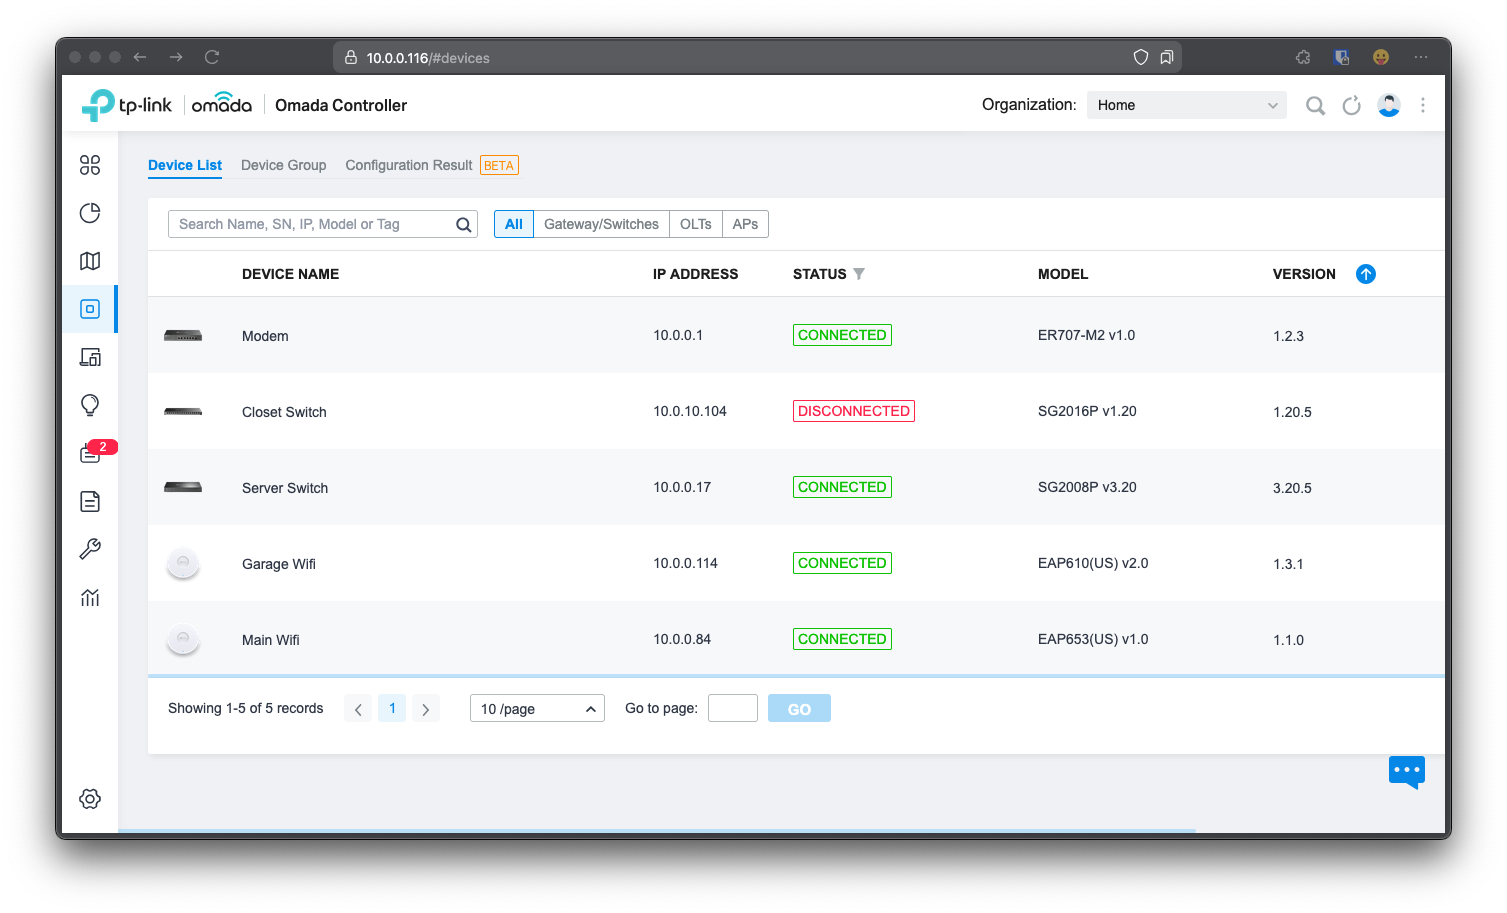 10.0.0.116/#devices
tp-link omada Omada Controller Organization: Home
Device List Device Group Configuration Result BETA
Search Name, SN, IP, Model or Tag All Gateway/Switches OLTs APs
DEVICE NAME IP ADDRESS STATUS MODEL VERSION
Modem 10.0.0.1 CONNECTED ER707-M2 v1.0 1.2.3
Closet Switch 10.0.10.104 DISCONNECTED SG2016P v1.20 1.20.5
2
Server Switch 10.0.0.17 CONNECTED SG2008P v3.20 3.20.5
Garage Wifi 10.0.0.114 CONNECTED EAP610(US) v2.0 1.3.1
Main Wifi 10.0.0.84 CONNECTED EAP653(US) v1.0 1.1.0
Showing 1-5 of 5 records 1 10 /page Go to page: GO